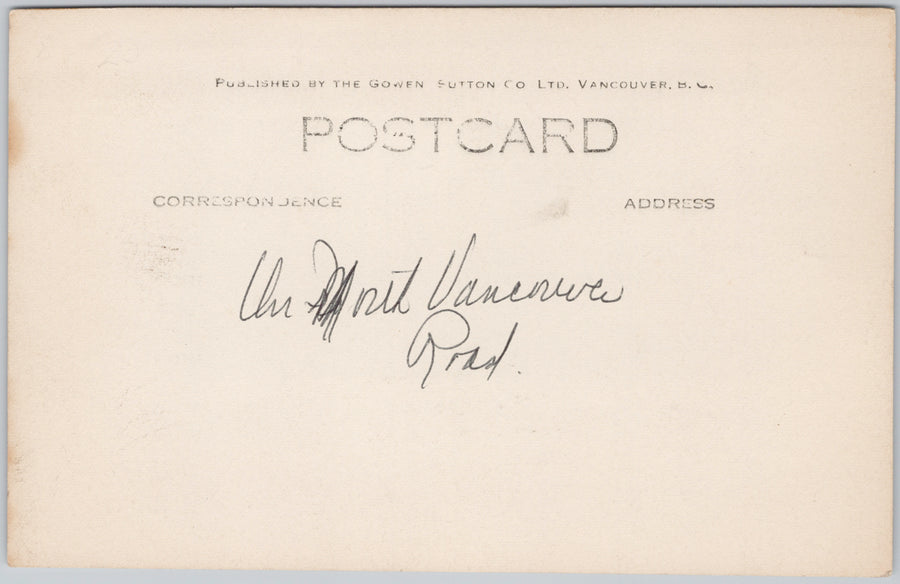 PUBLISHED BY THE GOWEN SUTTON CO LTD. VANCOUVER, B. C.
POSTCARD
CORRESPONDENCE ADDRESS
On North Vancouver
Road.